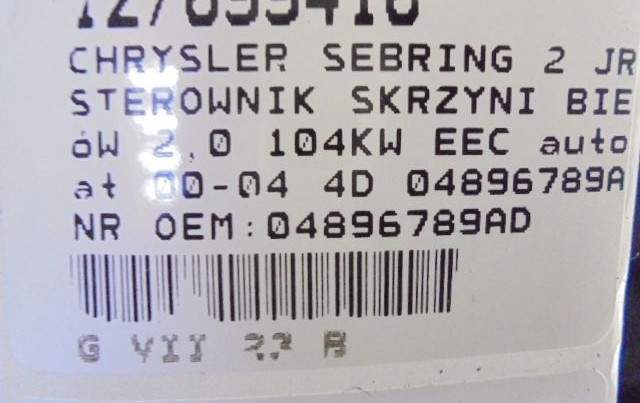 CHRYSLER SEBRING 2 JR
STEROWNIK SKRZYNI BIE
ów 2,0 104KW EEC auto
at 00-04 4D 04896789A
NR OEM:04896789AD
G VII B